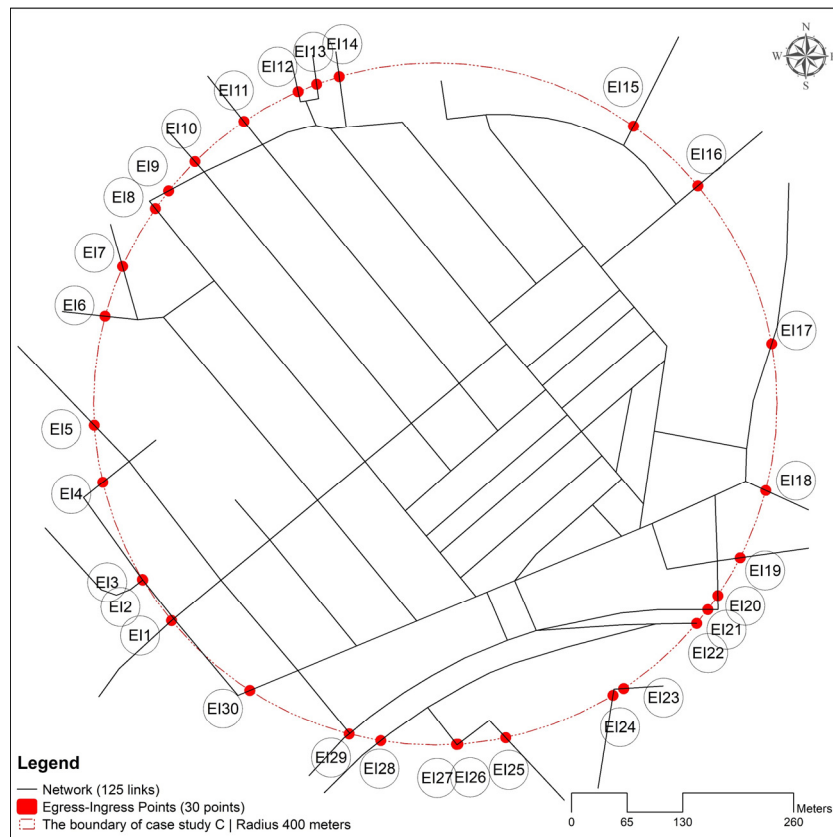 EI14
EI13
EI12
N
W E
S
EI15
EI11
EI10
EI16
EI9
EI8
EI7
EI6
EI17
EI5
EI4
EI18
EI3
EI2
EI1
EI19
EI20
EI21
EI22
EI30
EI23
EI24
EI29
EI28
EI27
EI26
EI25
Legend
Network (125 links)
Egress-Ingress Points (30 points)
The boundary of case study C | Radius 400 meters
Meters
0 65 130 260